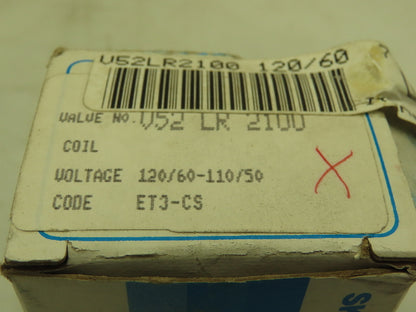 V52LR2100 120/60
VALVE NO. V52 LR 2100
COIL
VOLTAGE 120/60-110/50
CODE ET3-CS
X